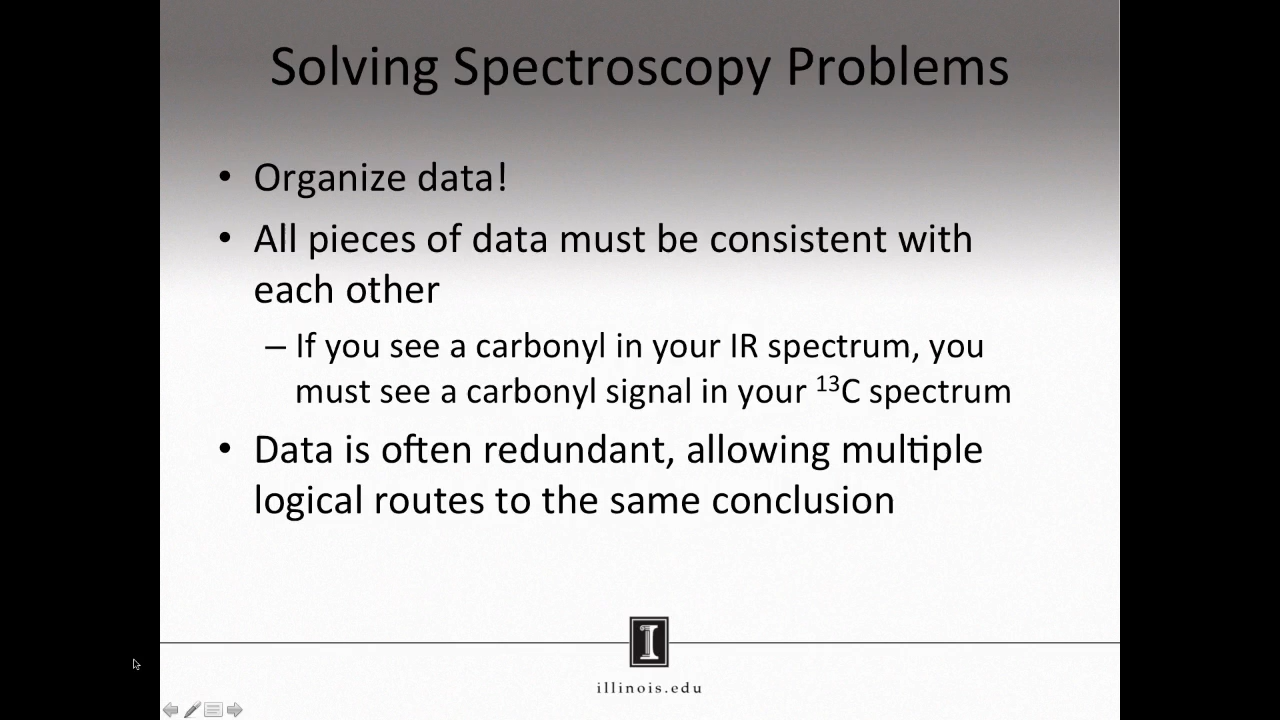 Solving Spectroscopy Problems
• Organize data!
• All pieces of data must be consistent with
each other
– If you see a carbonyl in your IR spectrum, you
must see a carbonyl signal in your ¹³C spectrum
• Data is often redundant, allowing multiple
logical routes to the same conclusion
I
illinois.edu